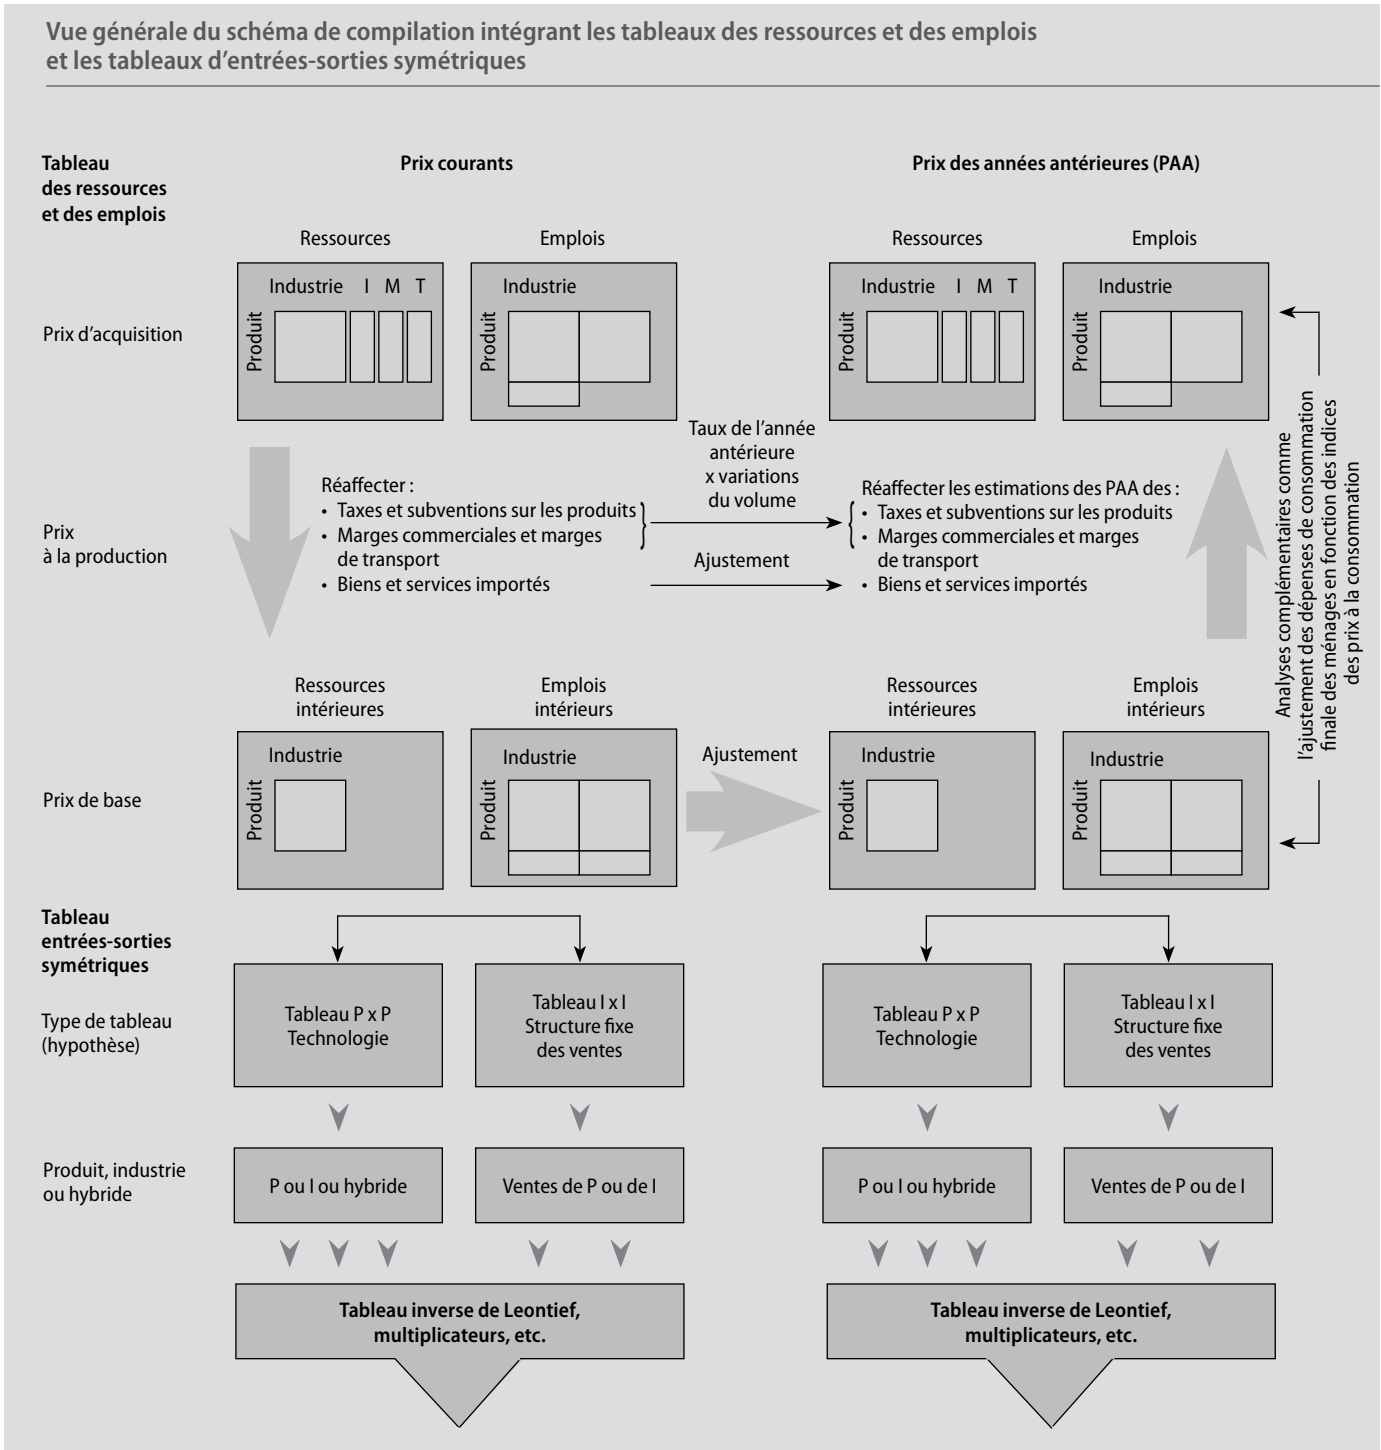 Vue générale du schéma de compilation intégrant les tableaux des ressources et des emplois
et les tableaux d'entrées-sorties symétriques
Tableau
des ressources
et des emplois
Prix courants
Prix des années antérieures (PAA)
Ressources
Emplois
Ressources
Emplois
Prix d'acquisition
Industrie I M T
Produit
Industrie
Produit
Industrie I M T
Produit
Industrie
Produit
Prix
à la production
Réaffecter :
• Taxes et subventions sur les produits
• Marges commerciales et marges
de transport
• Biens et services importés
Taux de l'année
antérieure
x variations
du volume
Ajustement
Réaffecter les estimations des PAA des :
• Taxes et subventions sur les produits
• Marges commerciales et marges
de transport
• Biens et services importés
Analyses complémentaires comme
l'ajustement des dépenses de consommation
finale des ménages en fonction des indices
des prix à la consommation
Ressources
intérieures
Emplois
intérieurs
Ressources
intérieures
Emplois
intérieurs
Prix de base
Industrie
Produit
Industrie
Produit
Ajustement
Industrie
Produit
Industrie
Produit
Tableau
entrées-sorties
symétriques
Type de tableau
(hypothèse)
Tableau P x P
Technologie
Tableau I x I
Structure fixe
des ventes
Tableau P x P
Technologie
Tableau I x I
Structure fixe
des ventes
Produit, industrie
ou hybride
P ou I ou hybride
Ventes de P ou de I
P ou I ou hybride
Ventes de P ou de I
Tableau inverse de Leontief,
multiplicateurs, etc.
Tableau inverse de Leontief,
multiplicateurs, etc.